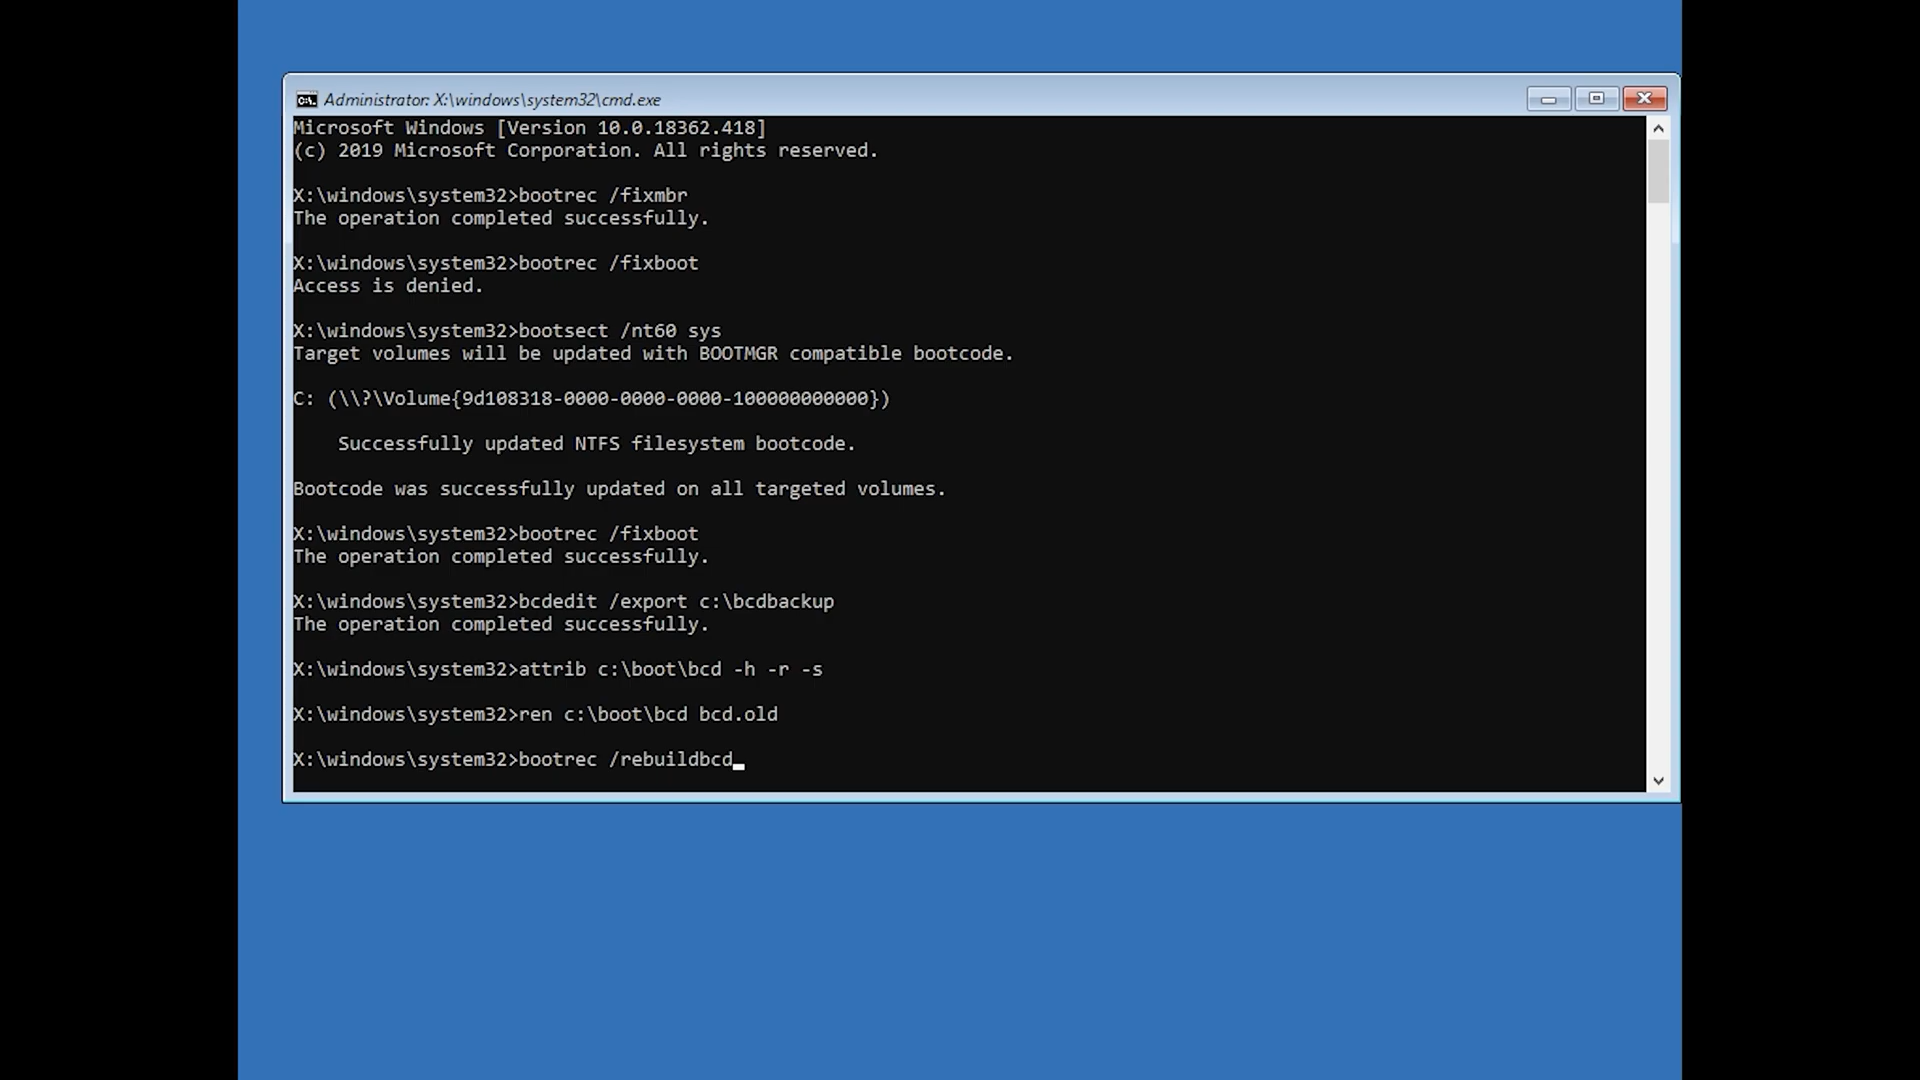 Administrator: X:\windows\system32\cmd.exe
Microsoft Windows [Version 10.0.18362.418]
(c) 2019 Microsoft Corporation. All rights reserved.
X:\windows\system32>bootrec /fixmbr
The operation completed successfully.
X:\windows\system32>bootrec /fixboot
Access is denied.
X:\windows\system32>bootsect /nt60 sys
Target volumes will be updated with BOOTMGR compatible bootcode.
C: (\\?\Volume{9d108318-0000-0000-0000-100000000000})
Successfully updated NTFS filesystem bootcode.
Bootcode was successfully updated on all targeted volumes.
X:\windows\system32>bootrec /fixboot
The operation completed successfully.
X:\windows\system32>bcdedit /export c:\bcdbackup
The operation completed successfully.
X:\windows\system32>attrib c:\boot\bcd -h -r -s
X:\windows\system32>ren c:\boot\bcd bcd.old
X:\windows\system32>bootrec /rebuildbcd